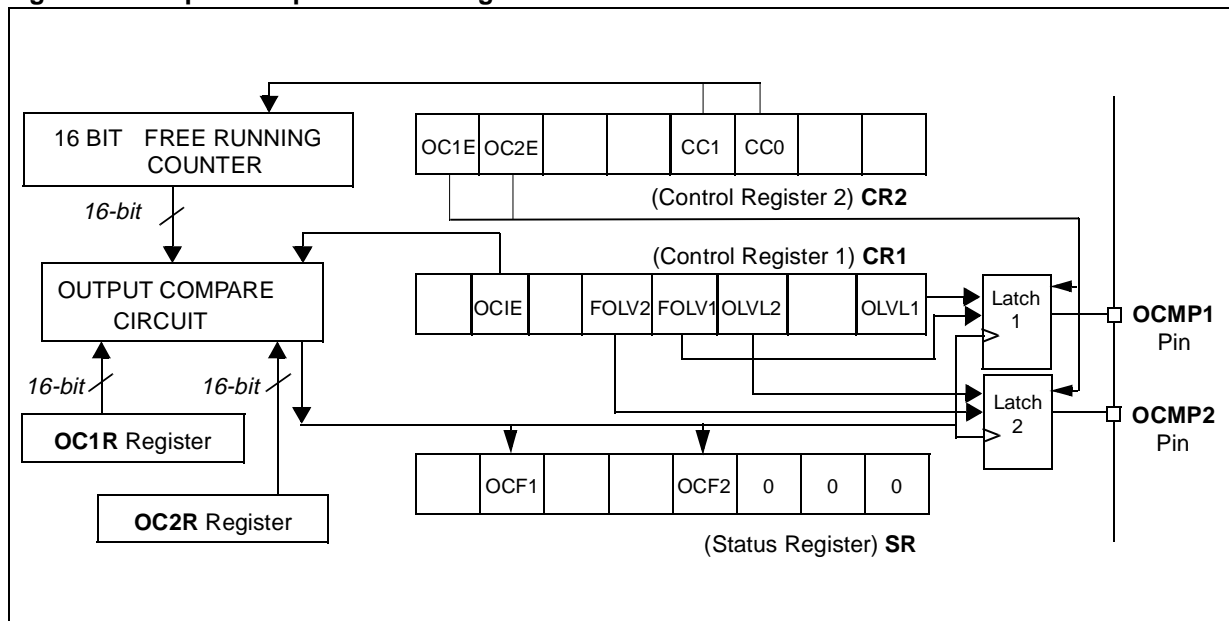 16 BIT FREE RUNNING
COUNTER
OC1E OC2E CC1 CC0
(Control Register 2) CR2
16-bit
(Control Register 1) CR1
OUTPUT COMPARE
CIRCUIT
OCIE FOLV2 FOLV1 OLVL2 OLVL1
Latch
1
OCMP1
Pin
16-bit
16-bit
Latch
2
OCMP2
Pin
OC1R Register
OCF1 OCF2 0 0 0
OC2R Register
(Status Register) SR